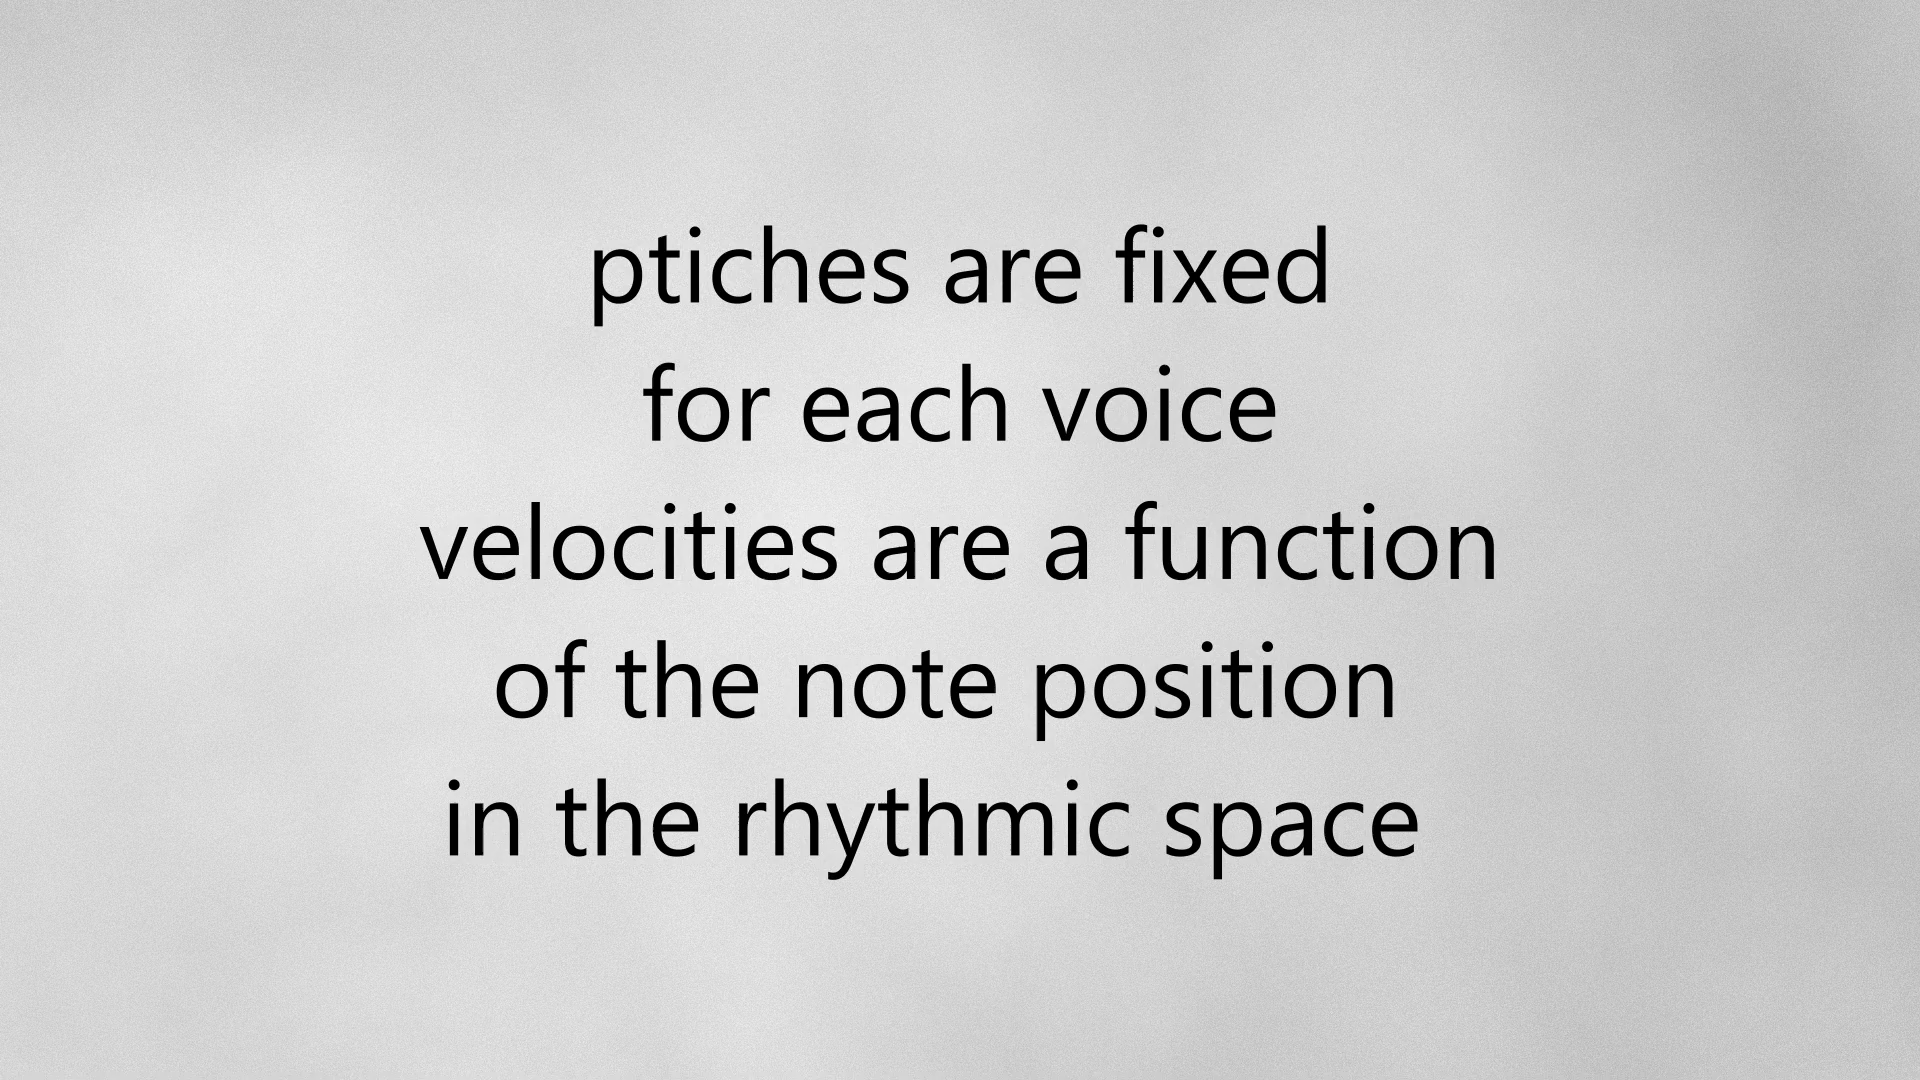 ptiches are fixed
for each voice
velocities are a function
of the note position
in the rhythmic space